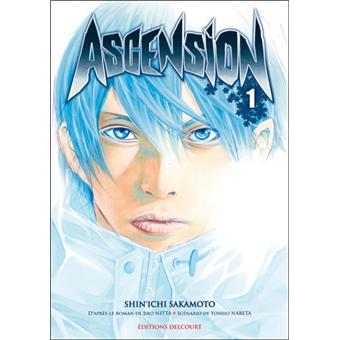 ASCENSION
1
SHIN'ICHI SAKAMOTO
D'APRÈS LE ROMAN DE JIRO NITTA • SCÉNARIO DE YOSHIO NABETA
ÉDITIONS DELCOURT